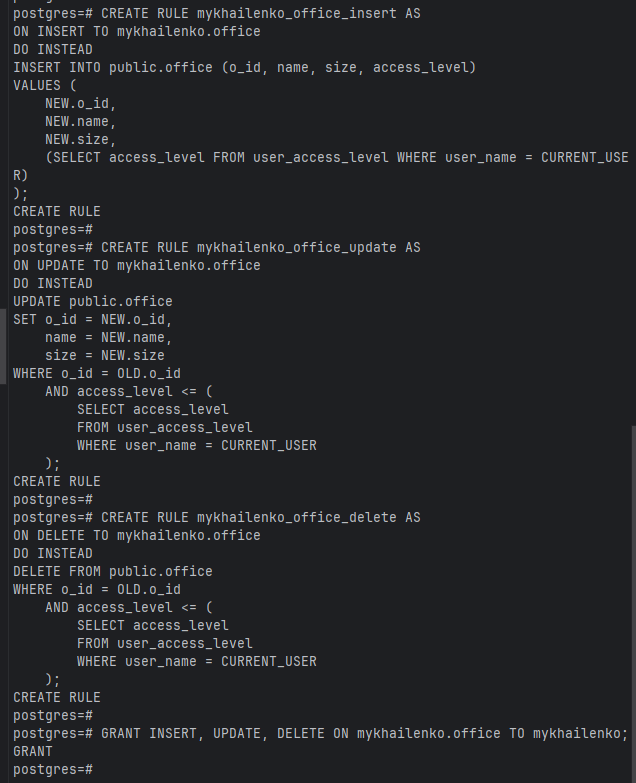 postgres=# CREATE RULE mykhailenko_office_insert AS
ON INSERT TO mykhailenko.office
DO INSTEAD
INSERT INTO public.office (o_id, name, size, access_level)
VALUES (
    NEW.o_id,
    NEW.name,
    NEW.size,
    (SELECT access_level FROM user_access_level WHERE user_name = CURRENT_USE
R)
);
CREATE RULE
postgres=#
postgres=# CREATE RULE mykhailenko_office_update AS
ON UPDATE TO mykhailenko.office
DO INSTEAD
UPDATE public.office
SET o_id = NEW.o_id,
    name = NEW.name,
    size = NEW.size
WHERE o_id = OLD.o_id
    AND access_level <= (
        SELECT access_level
        FROM user_access_level
        WHERE user_name = CURRENT_USER
    );
CREATE RULE
postgres=#
postgres=# CREATE RULE mykhailenko_office_delete AS
ON DELETE TO mykhailenko.office
DO INSTEAD
DELETE FROM public.office
WHERE o_id = OLD.o_id
    AND access_level <= (
        SELECT access_level
        FROM user_access_level
        WHERE user_name = CURRENT_USER
    );
CREATE RULE
postgres=#
postgres=# GRANT INSERT, UPDATE, DELETE ON mykhailenko.office TO mykhailenko;
GRANT
postgres=#